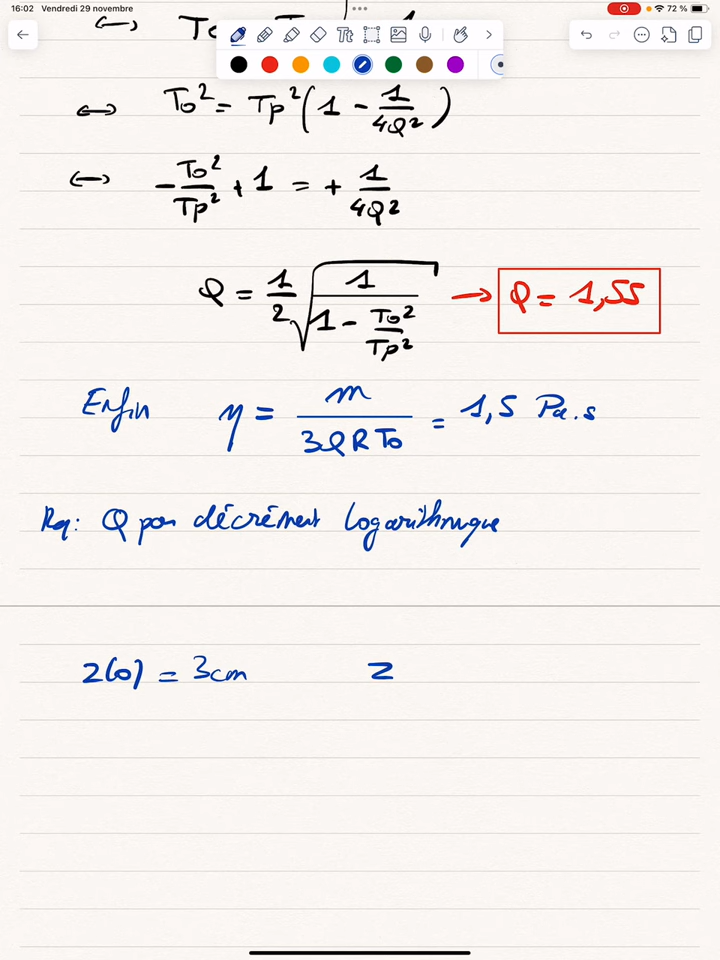 16:02 Vendredi 29 novembre 72 %
Tt
⟺ To² = Tp² (1 - 1/4Q²)
⟺ - To²/Tp² + 1 = + 1/4Q²
Q = 1/2 √(1/(1 - To²/Tp²)) → Q = 1,55
Enfin η = m/(3QRTo) = 1,5 Pa.s
Rq: Q par décrément logarithmique
z(0) = 3cm z